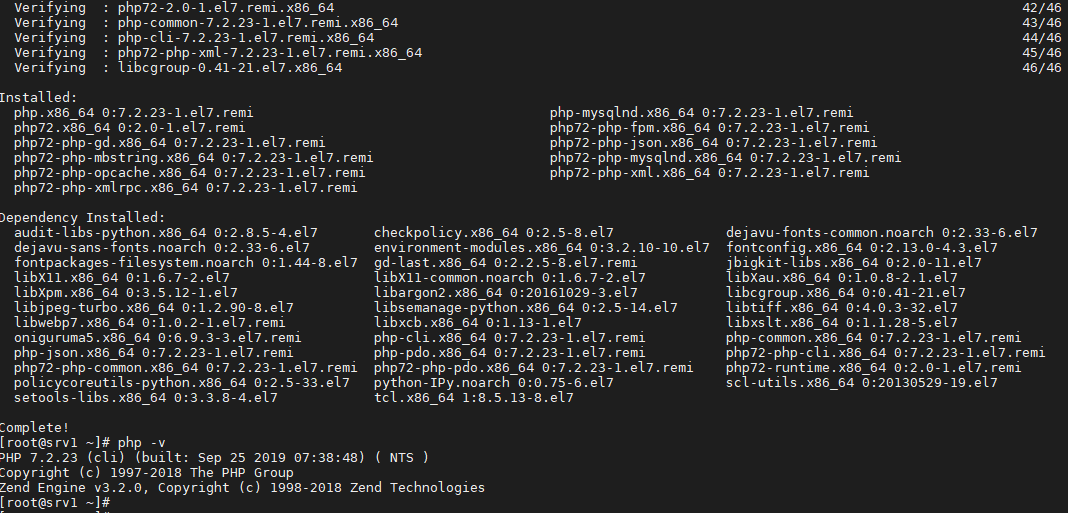 Verifying  : php72-2.0-1.el7.remi.x86_64 42/46
Verifying  : php-common-7.2.23-1.el7.remi.x86_64 43/46
Verifying  : php-cli-7.2.23-1.el7.remi.x86_64 44/46
Verifying  : php72-php-xml-7.2.23-1.el7.remi.x86_64 45/46
Verifying  : libcgroup-0.41-21.el7.x86_64 46/46
Installed:
php.x86_64 0:7.2.23-1.el7.remi php-mysqlnd.x86_64 0:7.2.23-1.el7.remi
php72.x86_64 0:2.0-1.el7.remi php72-php-fpm.x86_64 0:7.2.23-1.el7.remi
php72-php-gd.x86_64 0:7.2.23-1.el7.remi php72-php-json.x86_64 0:7.2.23-1.el7.remi
php72-php-mbstring.x86_64 0:7.2.23-1.el7.remi php72-php-mysqlnd.x86_64 0:7.2.23-1.el7.remi
php72-php-opcache.x86_64 0:7.2.23-1.el7.remi php72-php-xml.x86_64 0:7.2.23-1.el7.remi
php72-php-xmlrpc.x86_64 0:7.2.23-1.el7.remi
Dependency Installed:
audit-libs-python.x86_64 0:2.8.5-4.el7 checkpolicy.x86_64 0:2.5-8.el7 dejavu-fonts-common.noarch 0:2.33-6.el7
dejavu-sans-fonts.noarch 0:2.33-6.el7 environment-modules.x86_64 0:3.2.10-10.el7 fontconfig.x86_64 0:2.13.0-4.3.el7
fontpackages-filesystem.noarch 0:1.44-8.el7 gd-last.x86_64 0:2.2.5-8.el7.remi jbigkit-libs.x86_64 0:2.0-11.el7
libX11.x86_64 0:1.6.7-2.el7 libX11-common.noarch 0:1.6.7-2.el7 libXau.x86_64 0:1.0.8-2.1.el7
libXpm.x86_64 0:3.5.12-1.el7 libargon2.x86_64 0:20161029-3.el7 libcgroup.x86_64 0:0.41-21.el7
libjpeg-turbo.x86_64 0:1.2.90-8.el7 libsemanage-python.x86_64 0:2.5-14.el7 libtiff.x86_64 0:4.0.3-32.el7
libwebp7.x86_64 0:1.0.2-1.el7.remi libxcb.x86_64 0:1.13-1.el7 libxslt.x86_64 0:1.1.28-5.el7
oniguruma5.x86_64 0:6.9.3-3.el7.remi php-cli.x86_64 0:7.2.23-1.el7.remi php-common.x86_64 0:7.2.23-1.el7.remi
php-json.x86_64 0:7.2.23-1.el7.remi php-pdo.x86_64 0:7.2.23-1.el7.remi php72-php-cli.x86_64 0:7.2.23-1.el7.remi
php72-php-common.x86_64 0:7.2.23-1.el7.remi php72-php-pdo.x86_64 0:7.2.23-1.el7.remi php72-runtime.x86_64 0:2.0-1.el7.remi
policycoreutils-python.x86_64 0:2.5-33.el7 python-IPy.noarch 0:0.75-6.el7 scl-utils.x86_64 0:20130529-19.el7
setools-libs.x86_64 0:3.3.8-4.el7 tcl.x86_64 1:8.5.13-8.el7
Complete!
[root@srv1 ~]# php -v
PHP 7.2.23 (cli) (built: Sep 25 2019 07:38:48) ( NTS )
Copyright (c) 1997-2018 The PHP Group
Zend Engine v3.2.0, Copyright (c) 1998-2018 Zend Technologies
[root@srv1 ~]#